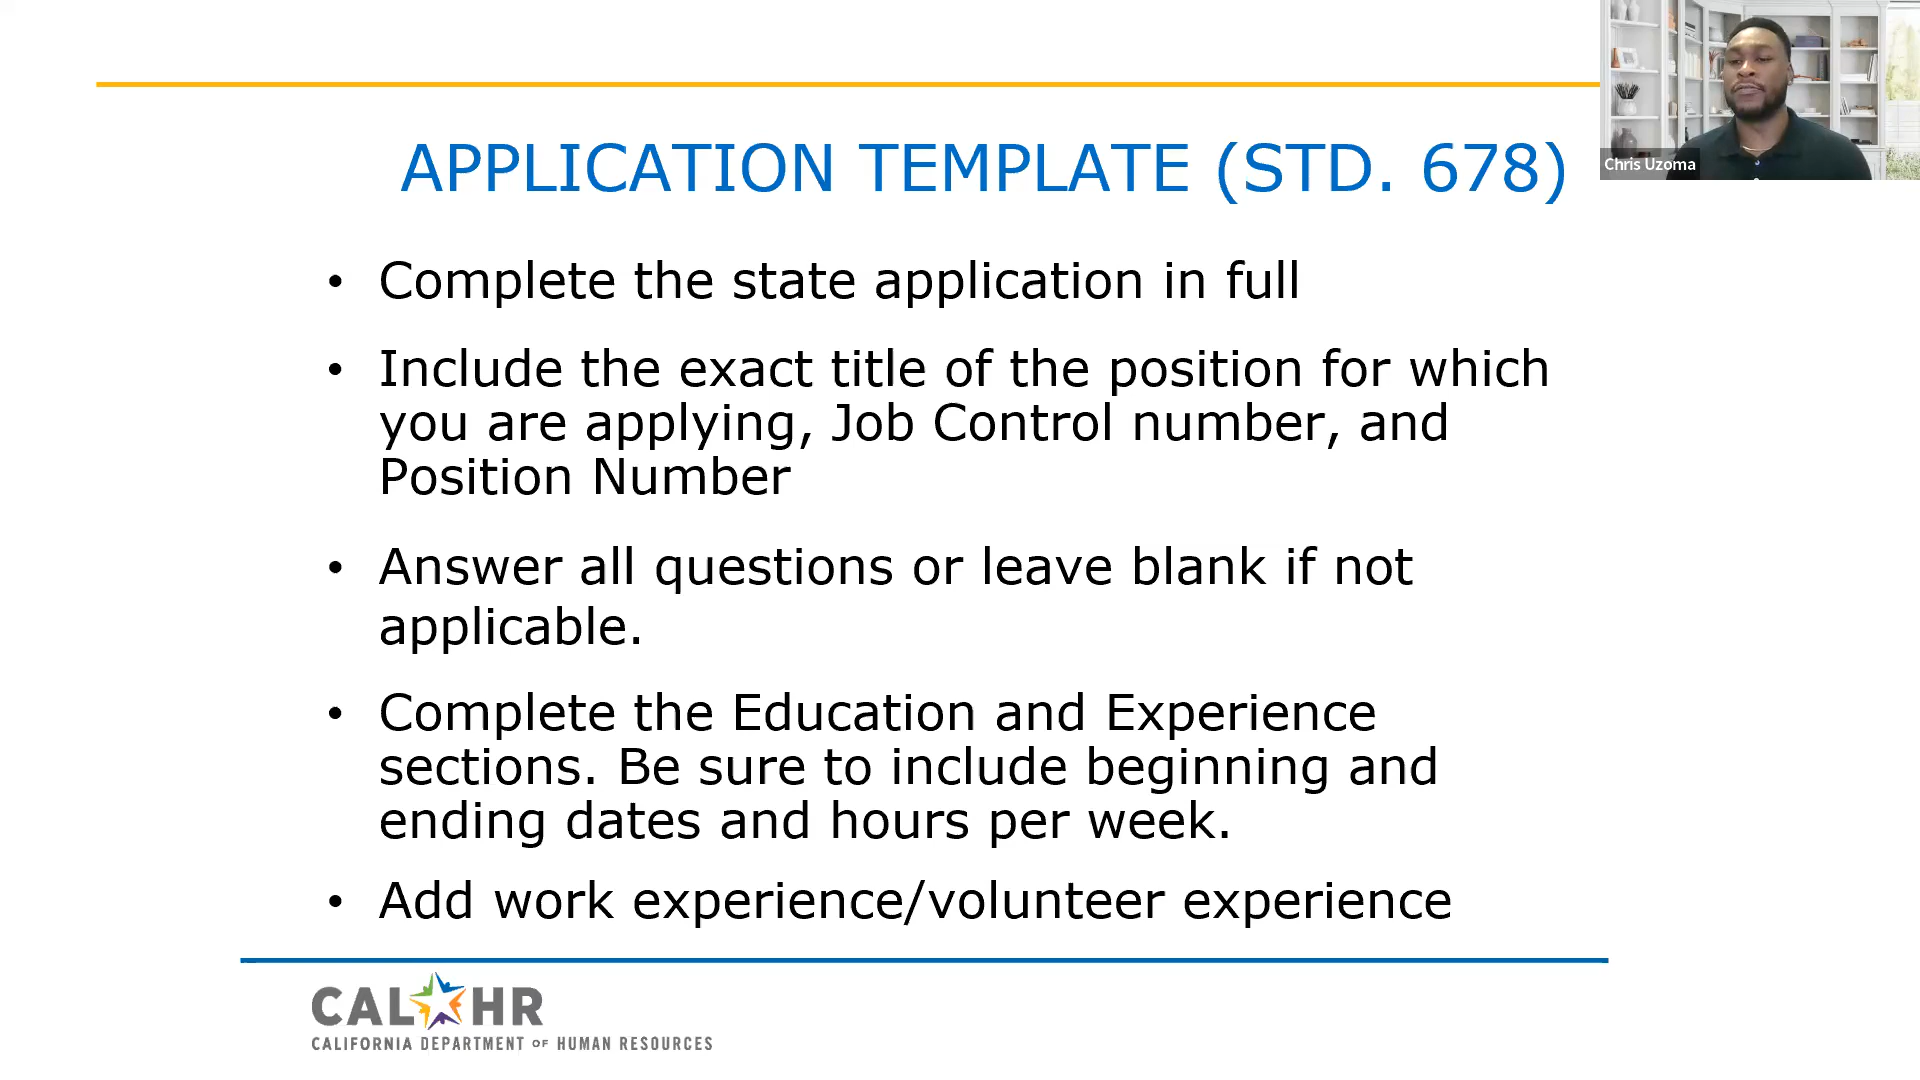 APPLICATION TEMPLATE (STD. 678)
Chris Uzoma
• Complete the state application in full
• Include the exact title of the position for which
you are applying, Job Control number, and
Position Number
• Answer all questions or leave blank if not
applicable.
• Complete the Education and Experience
sections. Be sure to include beginning and
ending dates and hours per week.
• Add work experience/volunteer experience
CALHR
CALIFORNIA DEPARTMENT OF HUMAN RESOURCES